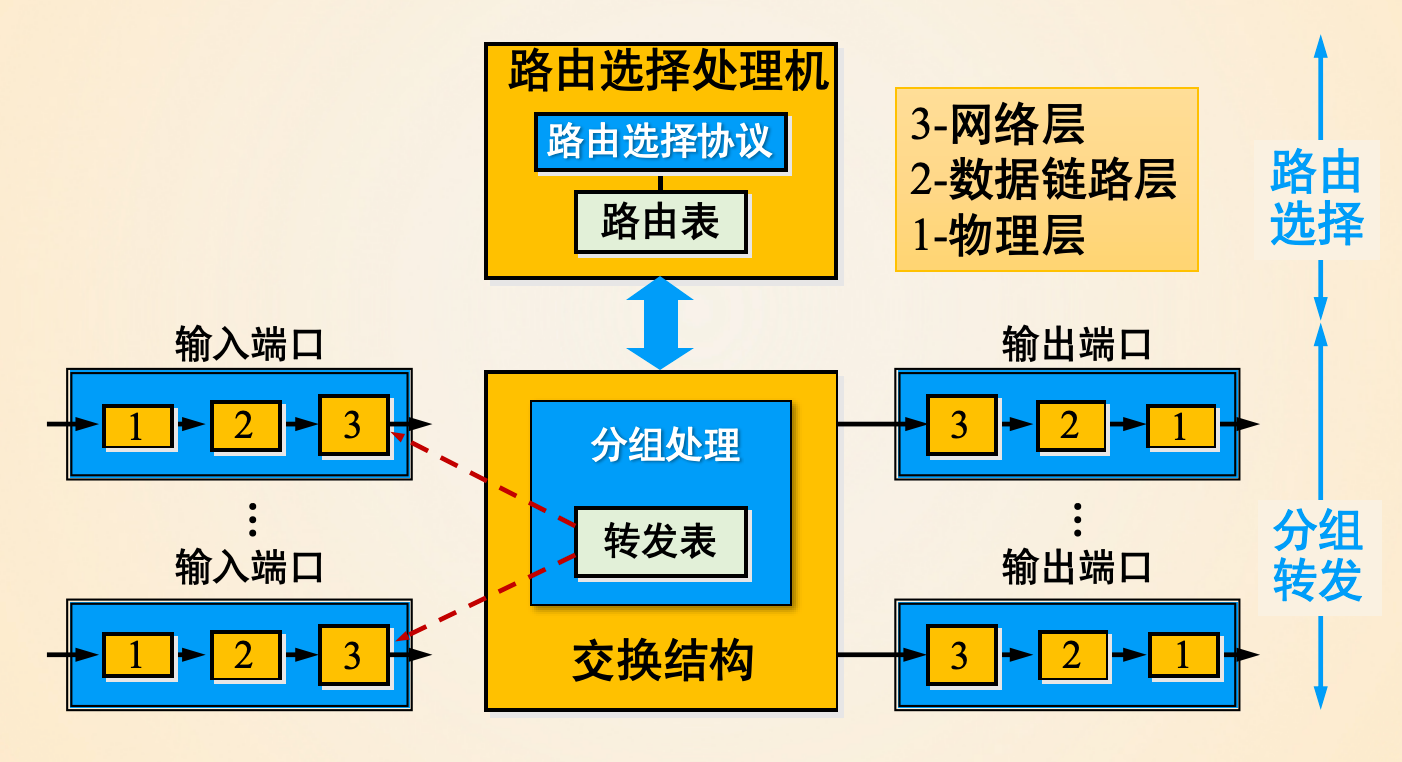 路由选择处理机
路由选择协议
路由表
3-网络层
2-数据链路层
1-物理层
路由
选择
输入端口
1
2
3
输出端口
3
2
1
分组处理
转发表
交换结构
分组
转发
输入端口
1
2
3
输出端口
3
2
1